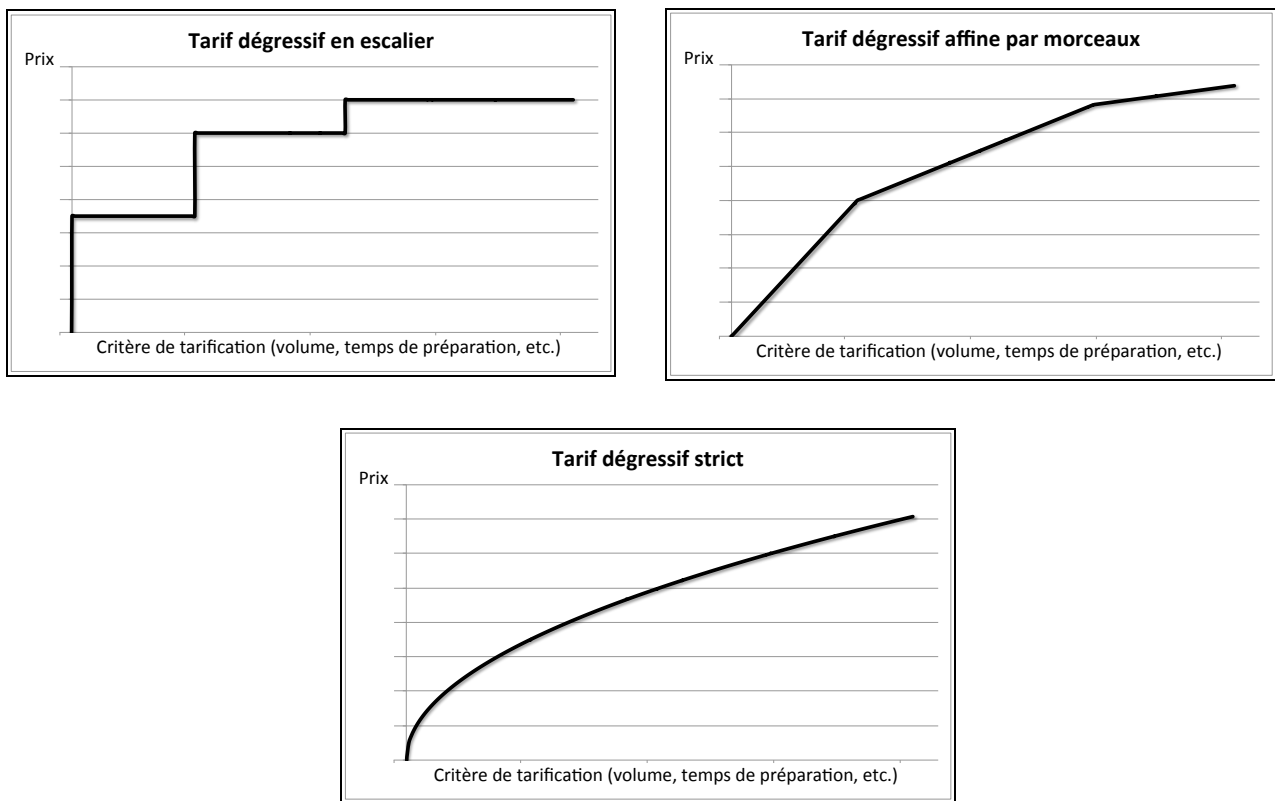 Tarif dégressif en escalier
Prix
Critère de tarification (volume, temps de préparation, etc.)
Tarif dégressif affine par morceaux
Prix
Critère de tarification (volume, temps de préparation, etc.)
Tarif dégressif strict
Prix
Critère de tarification (volume, temps de préparation, etc.)